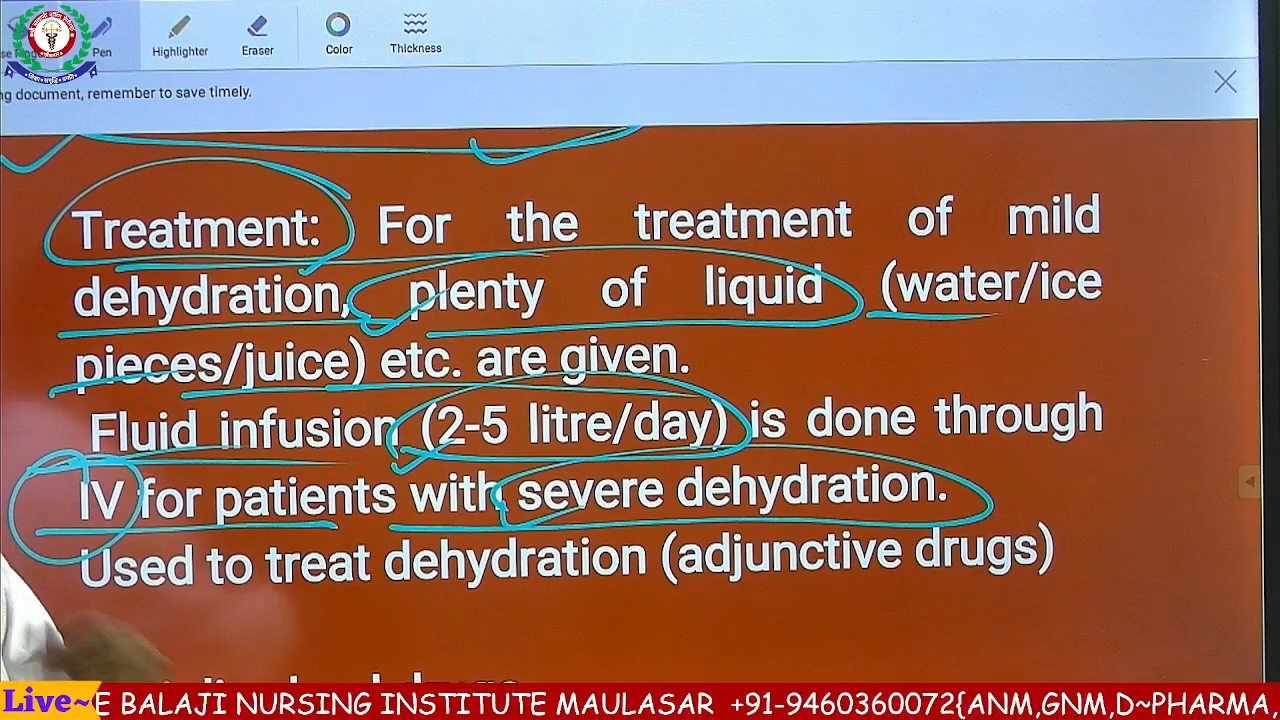 Pen
Highlighter
Eraser
Color
Thickness
ng document, remember to save timely.
Treatment: For the treatment of mild
dehydration, plenty of liquid (water/ice
pieces/juice) etc. are given.
Fluid infusion (2-5 litre/day) is done through
IV for patients with severe dehydration.
Used to treat dehydration (adjunctive drugs)
Live~
E BALAJI NURSING INSTITUTE MAULASAR +91-9460360072{ANM,GNM,D~PHARMA,